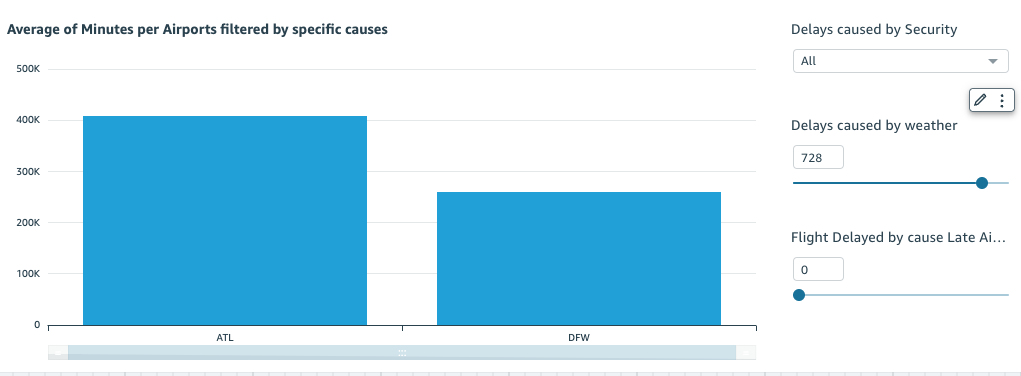 Average of Minutes per Airports filtered by specific causes
500K
400K
300K
200K
100K
0
ATL
DFW
Delays caused by Security
All
Delays caused by weather
728
Flight Delayed by cause Late Ai...
0